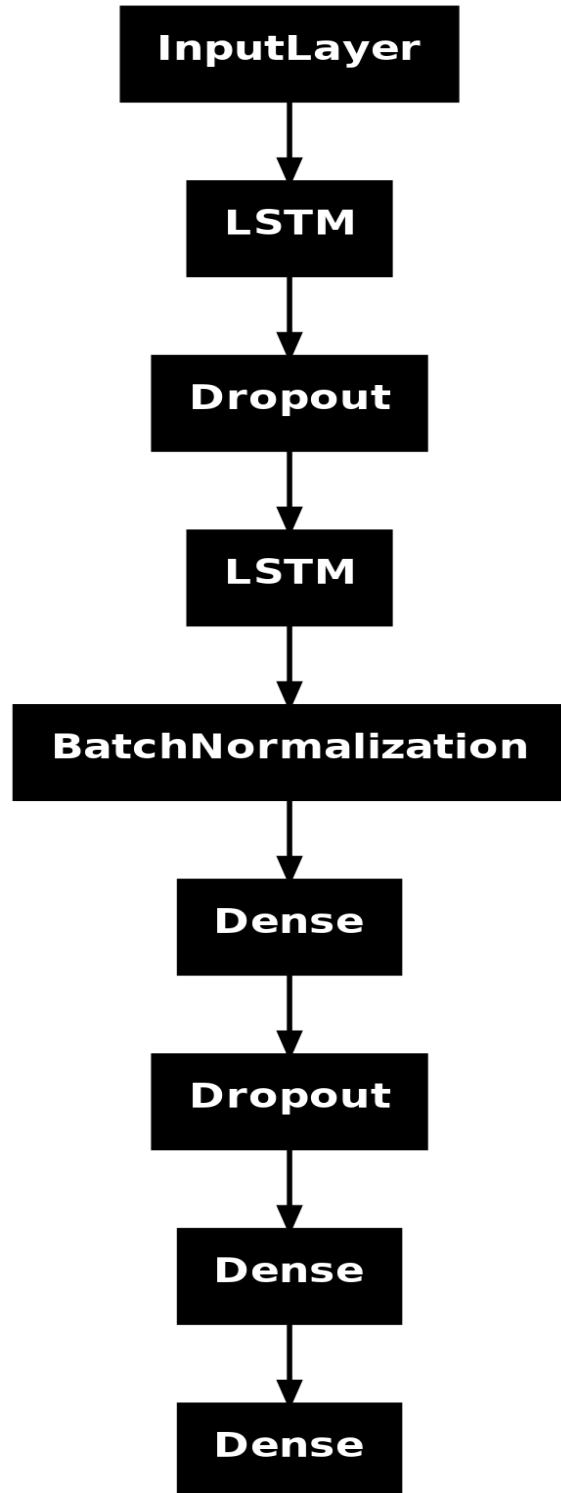 InputLayer
LSTM
Dropout
LSTM
BatchNormalization
Dense
Dropout
Dense
Dense